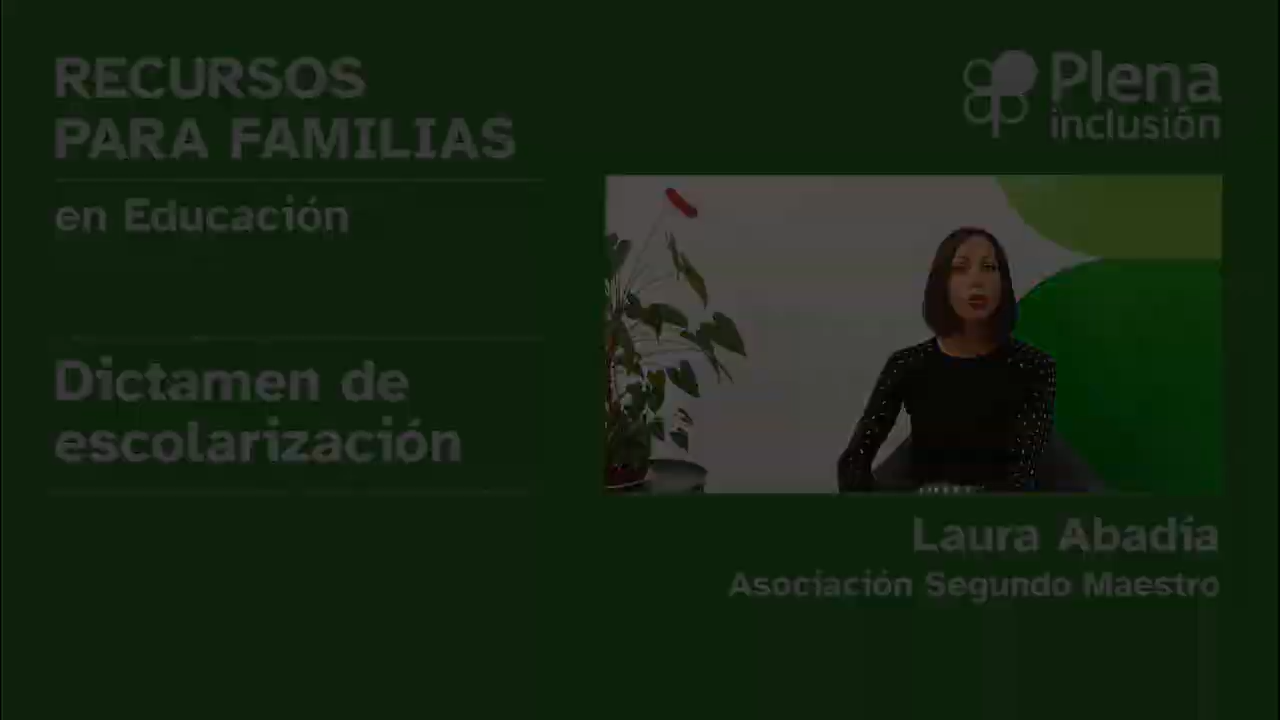 RECURSOS
PARA FAMILIAS
en Educación
Dictamen de
escolarización
Plena
inclusión
Laura Abadía
Asociación Segundo Maestro